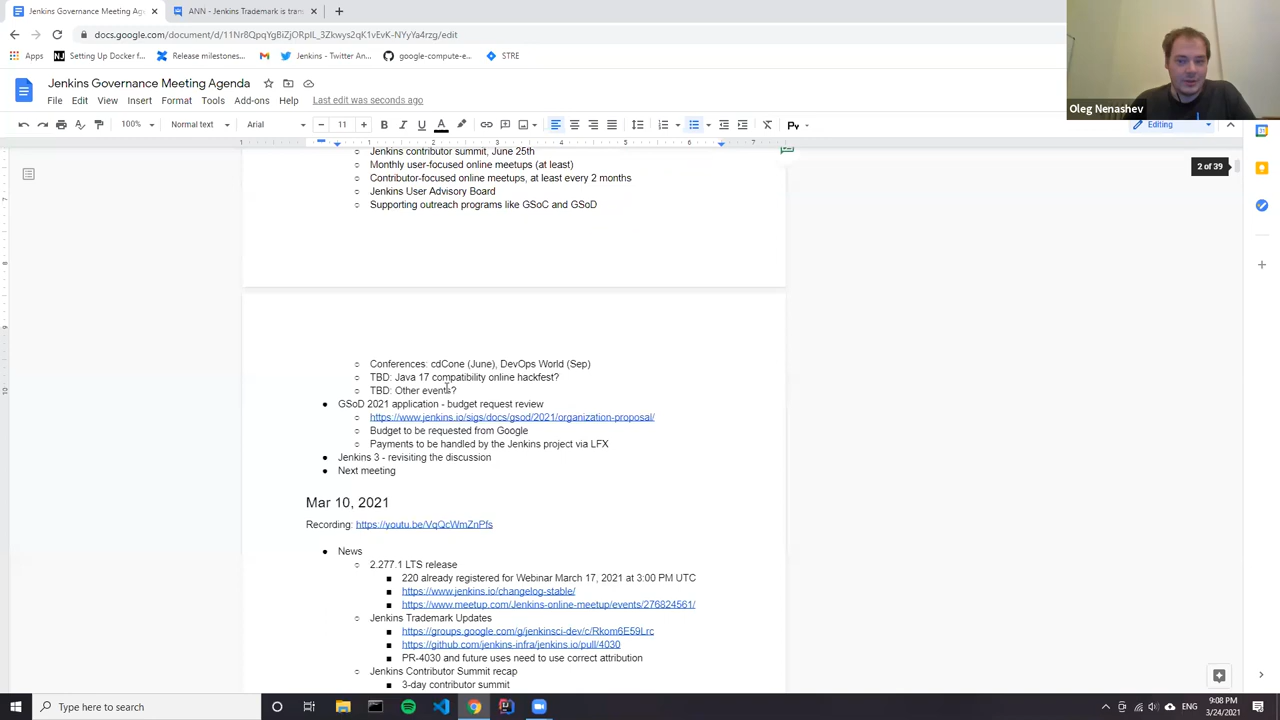 Jenkins Governance Meeting Age
ANN - Jenkins Trademark is tran
docs.google.com/document/d/11Nr8QpqYgBiZjORpIL_3Zkwys2qK1vEvK-NYyYa4rzg/edit
Apps
Setting Up Docker f...
Release milestones...
Jenkins - Twitter An...
google-compute-e...
STRE
Jenkins Governance Meeting Agenda
File Edit View Insert Format Tools Add-ons Help Last edit was seconds ago
100% Normal text Arial 11
Editing
Oleg Nenashev
2 of 39
Jenkins contributor summit, June 25th
Monthly user-focused online meetups (at least)
Contributor-focused online meetups, at least every 2 months
Jenkins User Advisory Board
Supporting outreach programs like GSoC and GSoD
Conferences: cdCone (June), DevOps World (Sep)
TBD: Java 17 compatibility online hackfest?
TBD: Other events?
GSoD 2021 application - budget request review
https://www.jenkins.io/sigs/docs/gsod/2021/organization-proposal/
Budget to be requested from Google
Payments to be handled by the Jenkins project via LFX
Jenkins 3 - revisiting the discussion
Next meeting
Mar 10, 2021
Recording: https://youtu.be/VqQcWmZnPfs
News
2.277.1 LTS release
220 already registered for Webinar March 17, 2021 at 3:00 PM UTC
https://www.jenkins.io/changelog-stable/
https://www.meetup.com/Jenkins-online-meetup/events/276824561/
Jenkins Trademark Updates
https://groups.google.com/g/jenkinsci-dev/c/Rkom6E59Lrc
https://github.com/jenkins-infra/jenkins.io/pull/4030
PR-4030 and future uses need to use correct attribution
Jenkins Contributor Summit recap
3-day contributor summit
Type here to search
ENG
9:08 PM
3/24/2021